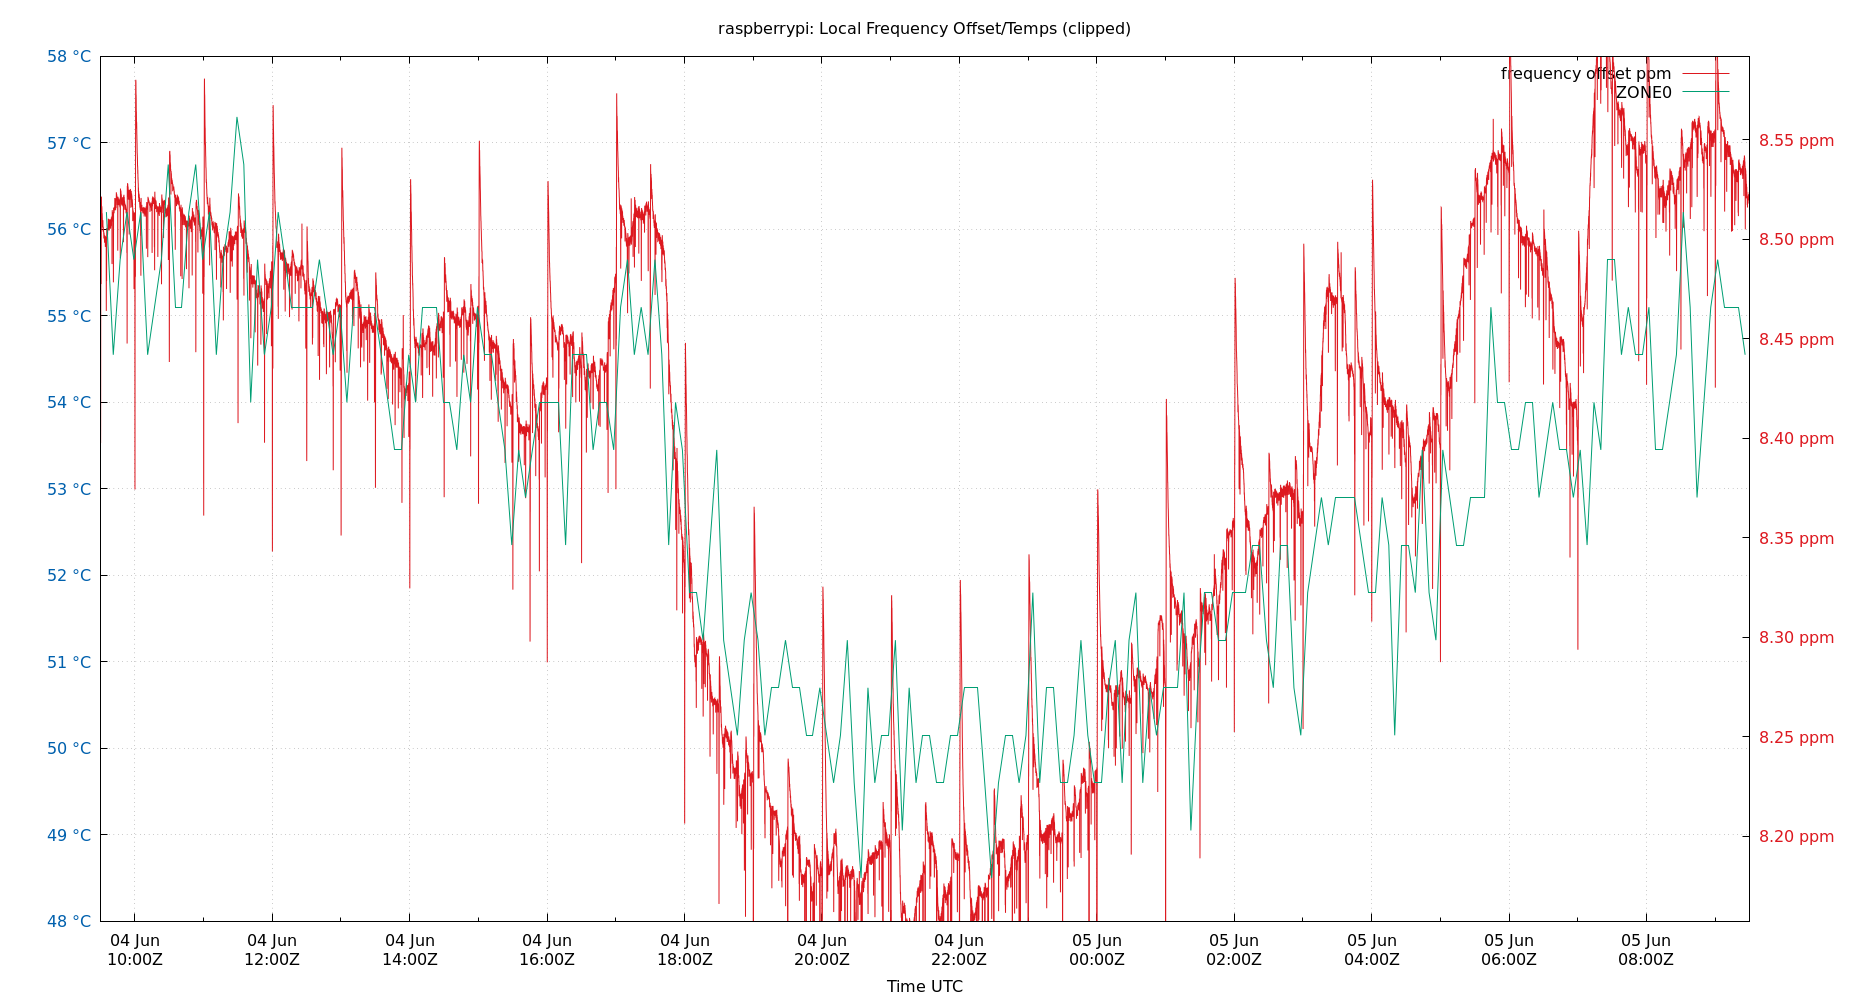 raspberrypi: Local Frequency Offset/Temps (clipped)
frequency offset ppm
ZONE0
58 °C
57 °C
56 °C
55 °C
54 °C
53 °C
52 °C
51 °C
50 °C
49 °C
48 °C
8.55 ppm
8.50 ppm
8.45 ppm
8.40 ppm
8.35 ppm
8.30 ppm
8.25 ppm
8.20 ppm
04 Jun 04 Jun 04 Jun 04 Jun 04 Jun 04 Jun 04 Jun 05 Jun 05 Jun 05 Jun 05 Jun 05 Jun
10:00Z 12:00Z 14:00Z 16:00Z 18:00Z 20:00Z 22:00Z 00:00Z 02:00Z 04:00Z 06:00Z 08:00Z
Time UTC